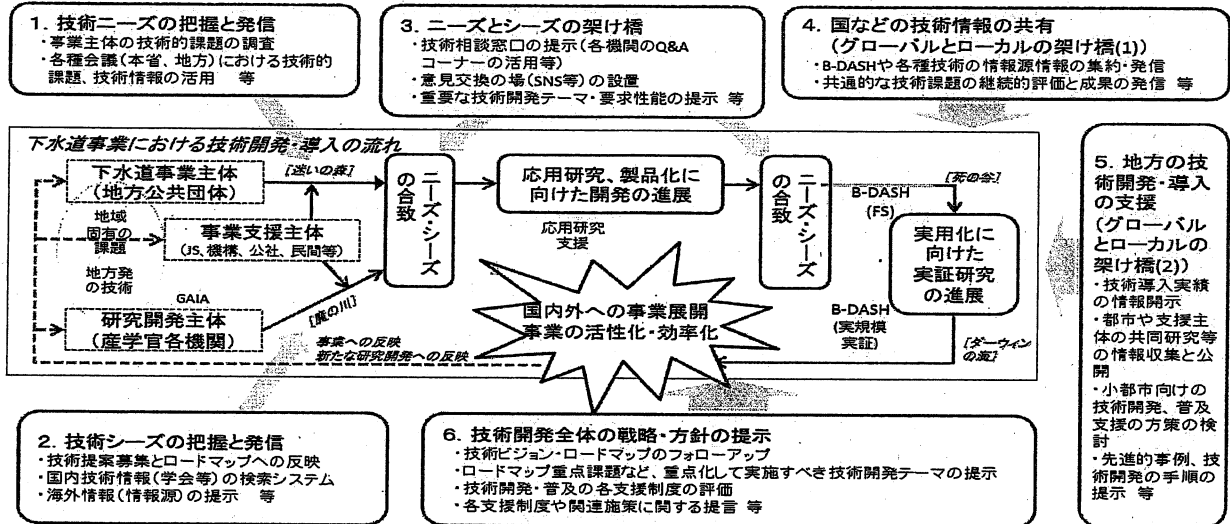 1. 技術ニーズの把握と発信
・事業主体の技術的課題の調査
・各種会議(本省、地方)における技術的
課題、技術情報の活用 等
3. ニーズとシーズの架け橋
・技術相談窓口の提示(各機関のQ&A
コーナーの活用等)
・意見交換の場(SNS等)の設置
・重要な技術開発テーマ・要求性能の提示 等
4. 国などの技術情報の共有
(グローバルとローカルの架け橋(1))
・B-DASHや各種技術の情報源情報の集約・発信
・共通的な技術課題の継続的評価と成果の発信 等
下水道事業における技術開発・導入の流れ
下水道事業主体
(地方公共団体)
[迷いの森]
地域
固有の
課題
事業支援主体
(JS、機構、公社、民間等)
地方発
の技術
GAIA
研究開発主体
(産学官各機関)
[魔の川]
ニーズ・シーズ
の合致
応用研究、製品化に
向けた開発の進展
応用研究
支援
ニーズ・シーズ
の合致
B-DASH
(FS)
[死の谷]
実用化に
向けた
実証研究
の進展
B-DASH
(実規模
実証)
[ダーウィン
の海]
国内外への事業展開
事業の活性化・効率化
事業への反映
新たな研究開発への反映
5. 地方の技
術開発・導入
の支援
(グローバル
とローカルの
架け橋(2))
・技術導入実績
の情報開示
・都市や支援主
体の共同研究等
の情報収集と公
開
・小都市向けの
技術開発、普及
支援の方策の検
討
・先進的事例、技
術開発の手順の
提示 等
2. 技術シーズの把握と発信
・技術提案募集とロードマップへの反映
・国内技術情報(学会等)の検索システム
・海外情報(情報源)の提示 等
6. 技術開発全体の戦略・方針の提示
・技術ビジョン・ロードマップのフォローアップ
・ロードマップ重点課題など、重点化して実施すべき技術開発テーマの提示
・技術開発・普及の各支援制度の評価
・各支援制度や関連施策に関する提言 等